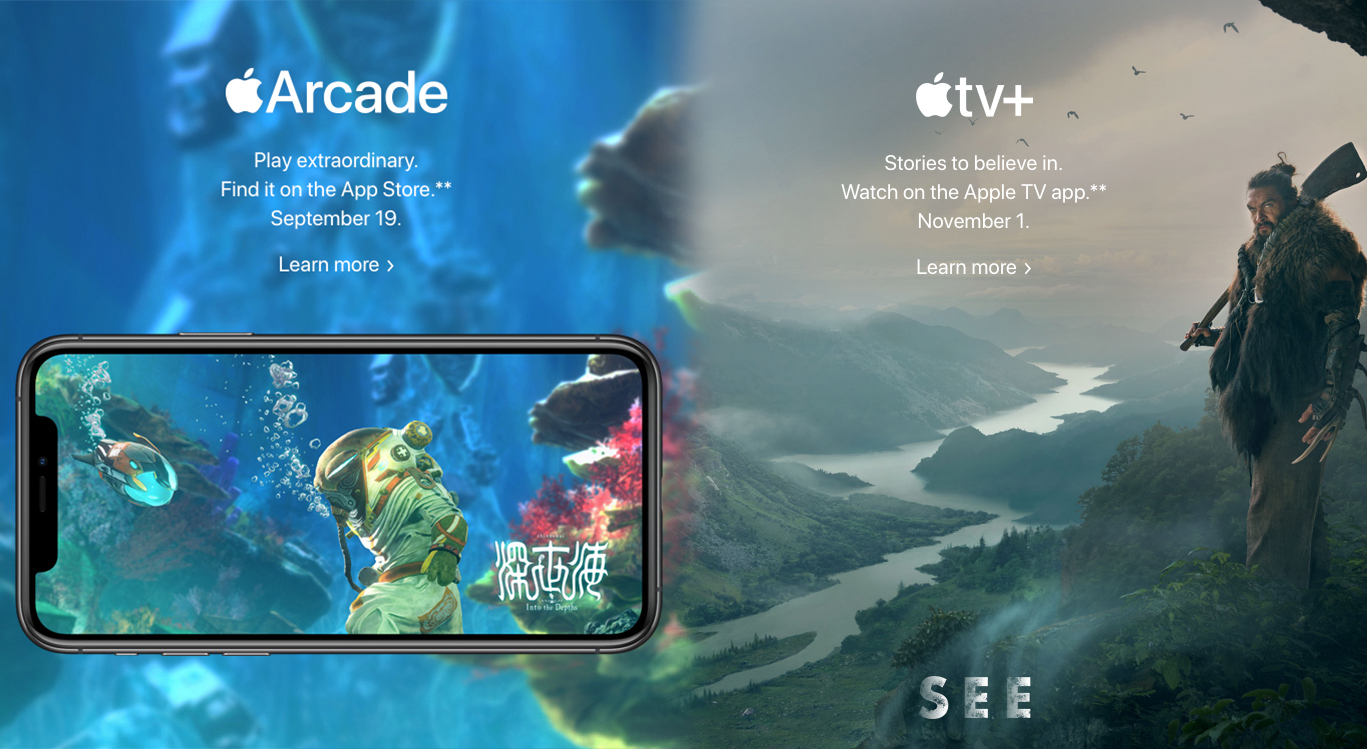 Arcade
Play extraordinary.
Find it on the App Store.**
September 19.
Learn more >
深世海
Into the Depths
tv+
Stories to believe in.
Watch on the Apple TV app.**
November 1.
Learn more >
SEE